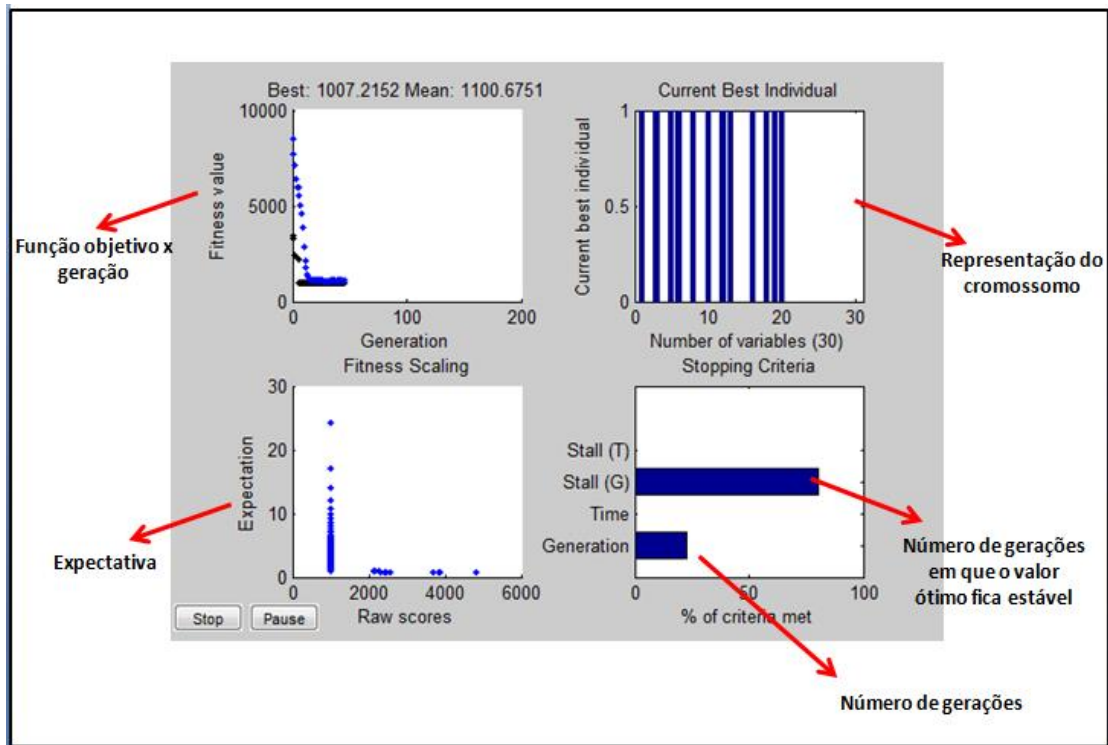 Best: 1007.2152 Mean: 1100.6751
10000
5000
0
Fitness value
0
100
200
Generation
Current Best Individual
1
0.5
0
Current best individual
0
10
20
30
Number of variables (30)
Fitness Scaling
30
20
10
0
Expectation
0
2000
4000
6000
Raw scores
Stopping Criteria
Stall (T)
Stall (G)
Time
Generation
0
50
100
% of criteria met
Stop
Pause
Função objetivo x
geração
Representação do
cromossomo
Expectativa
Número de gerações
em que o valor
ótimo fica estável
Número de gerações